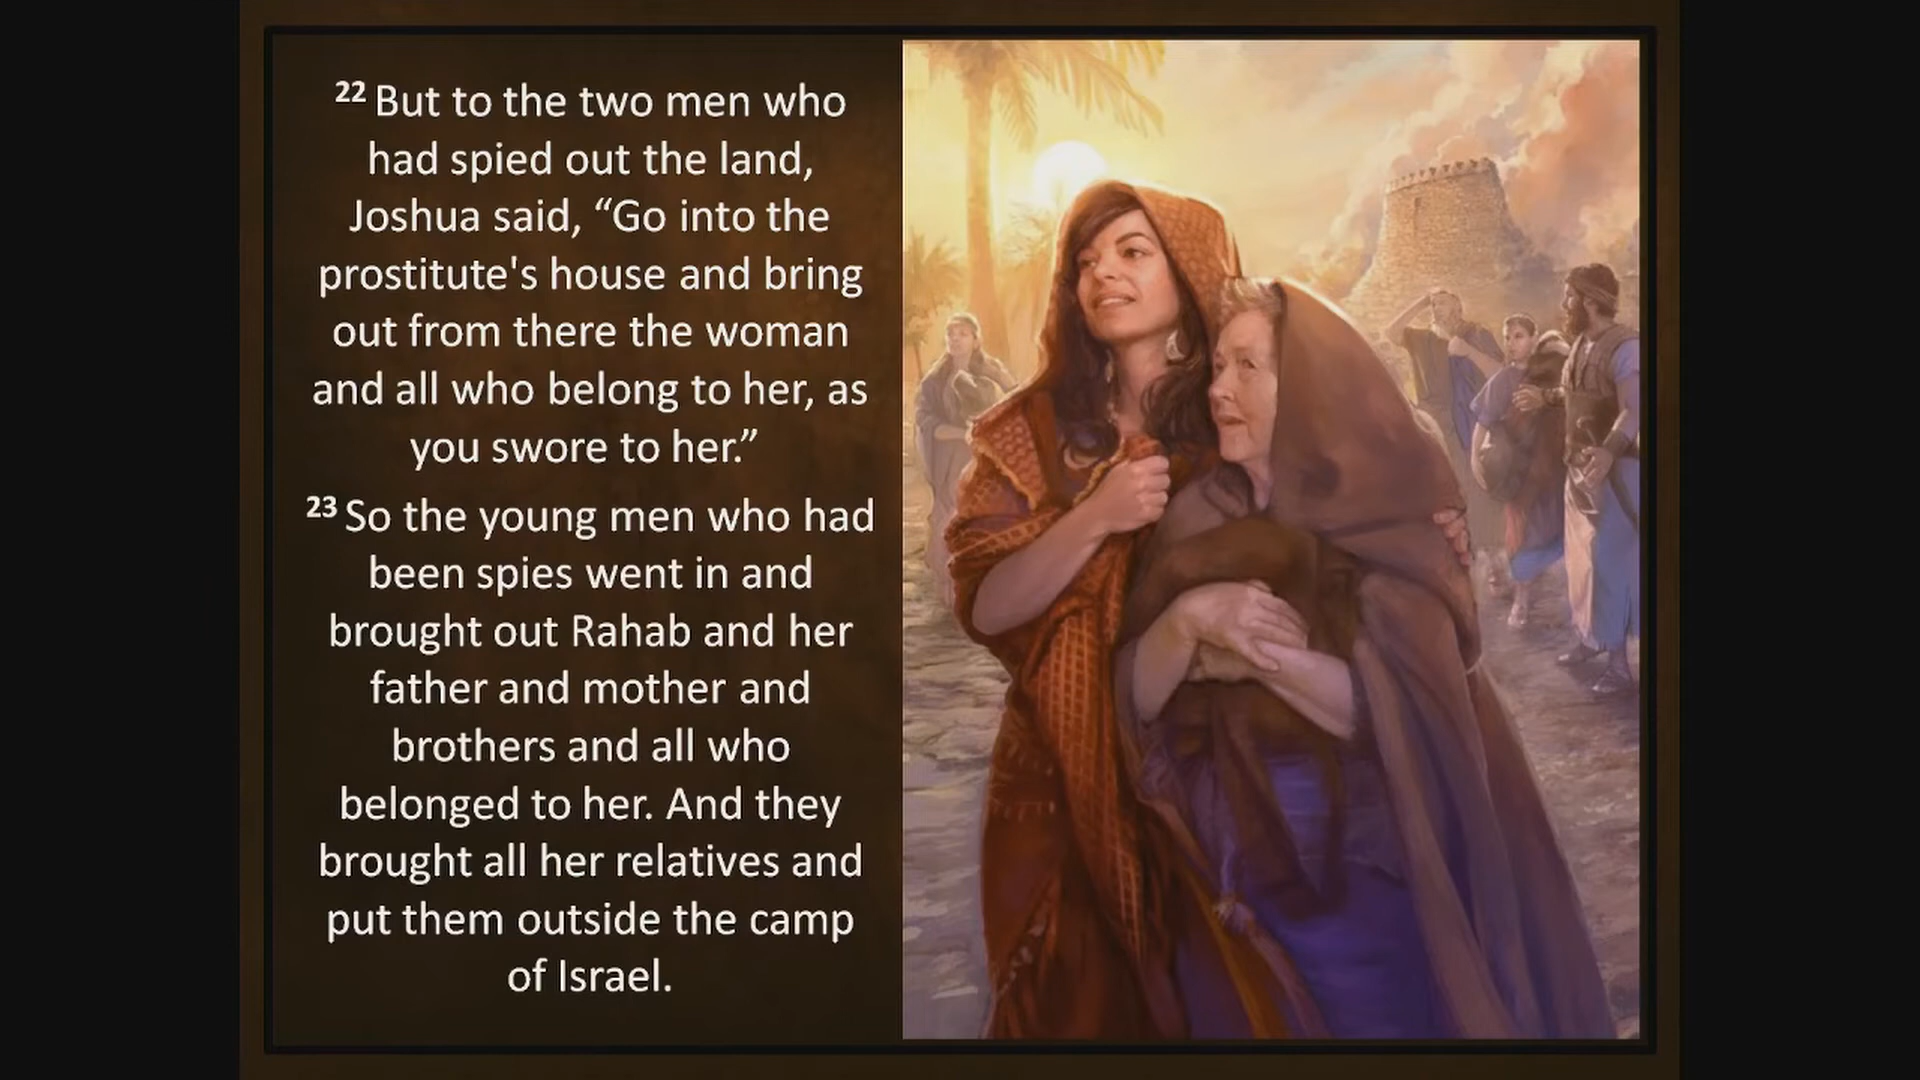 22 But to the two men who
had spied out the land,
Joshua said, “Go into the
prostitute's house and bring
out from there the woman
and all who belong to her, as
you swore to her.”
23 So the young men who had
been spies went in and
brought out Rahab and her
father and mother and
brothers and all who
belonged to her. And they
brought all her relatives and
put them outside the camp
of Israel.